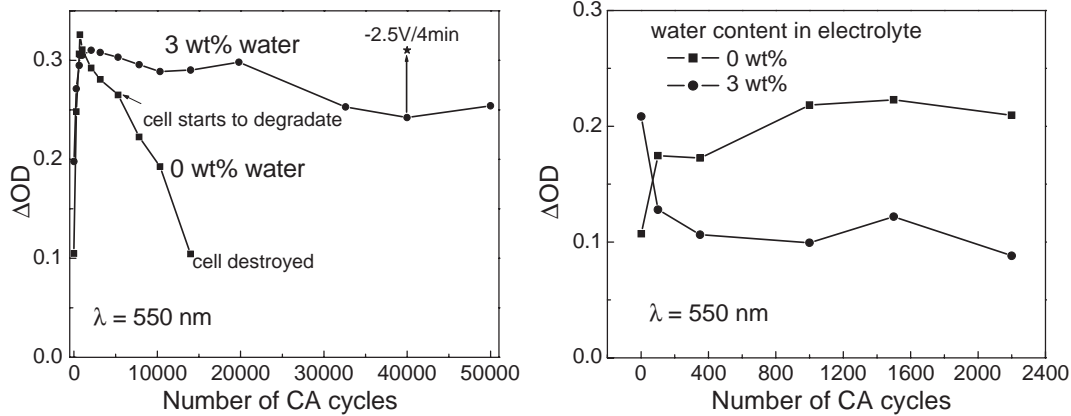 -2.5V/4min
3 wt% water
cell starts to degradate
0 wt% water
cell destroyed
λ = 550 nm
ΔOD
0.3
0.2
0.1
0.0
0 10000 20000 30000 40000 50000
Number of CA cycles
water content in electrolyte
0 wt%
3 wt%
λ = 550 nm
ΔOD
0.3
0.2
0.1
0.0
0 400 800 1200 1600 2000 2400
Number of CA cycles